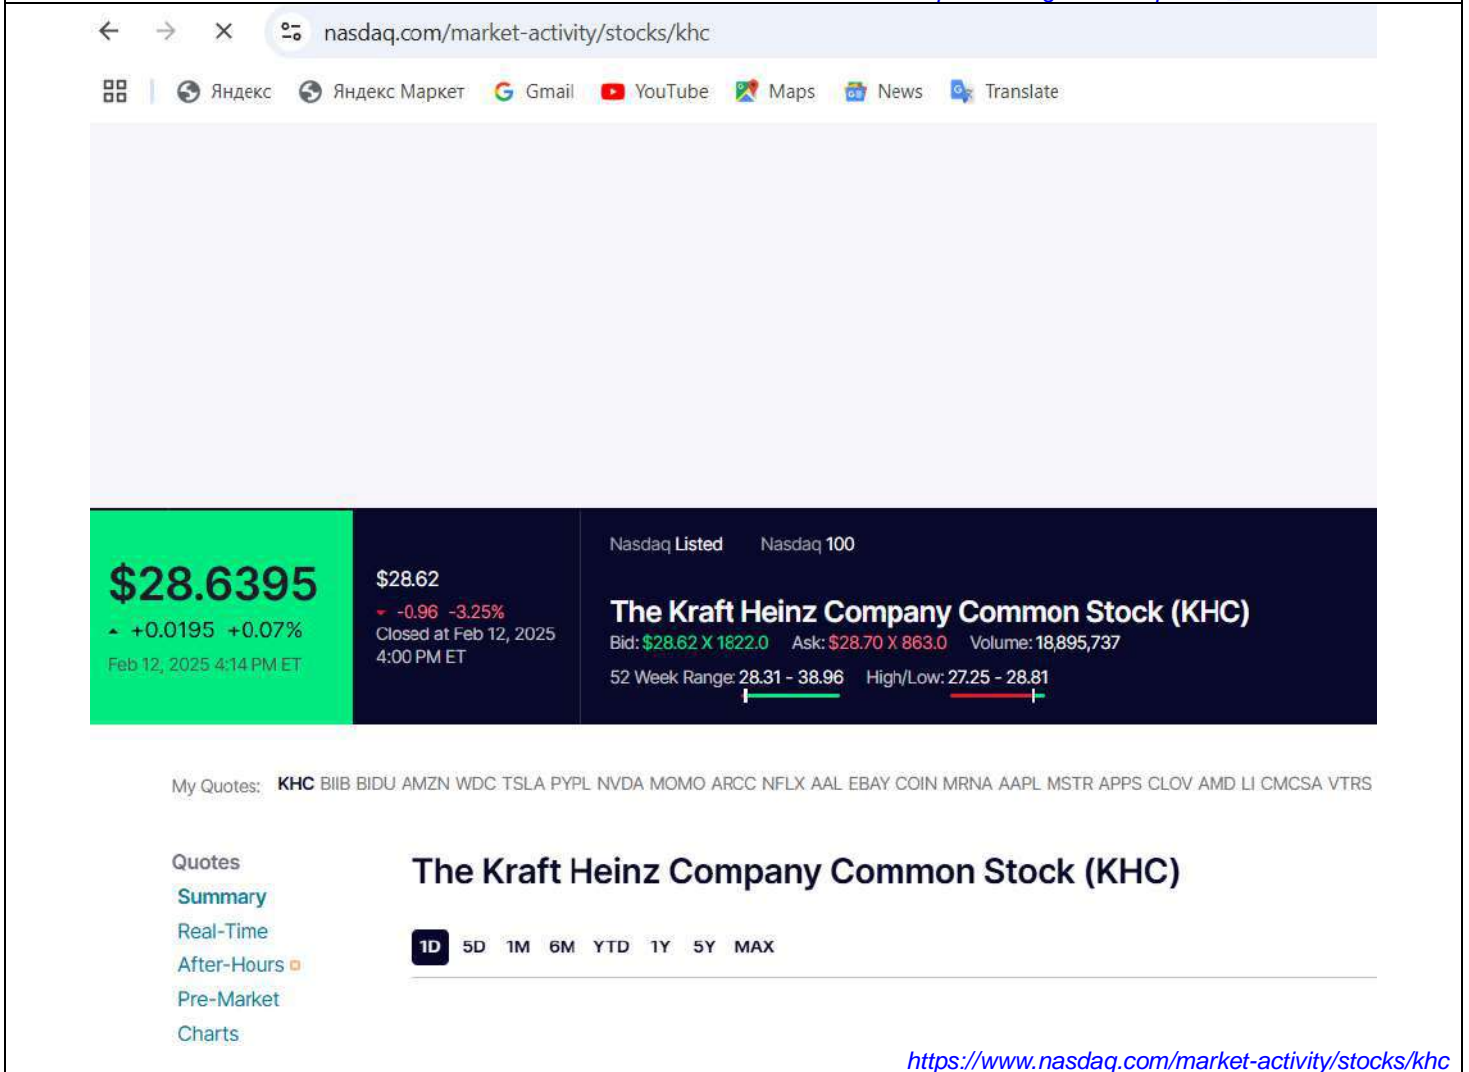 nasdaq.com/market-activity/stocks/khc
Яндекс Яндекс Маркет Gmail YouTube Maps News Translate
$28.6395
+0.0195 +0.07%
Feb 12, 2025 4:14 PM ET
$28.62
-0.96 -3.25%
Closed at Feb 12, 2025
4:00 PM ET
Nasdaq Listed Nasdaq 100
The Kraft Heinz Company Common Stock (KHC)
Bid: $28.62 X 1822.0 Ask: $28.70 X 863.0 Volume: 18,895,737
52 Week Range: 28.31 - 38.96 High/Low: 27.25 - 28.81
My Quotes: KHC BIIB BIDU AMZN WDC TSLA PYPL NVDA MOMO ARCC NFLX AAL EBAY COIN MRNA AAPL MSTR APPS CLOV AMD LI CMCSA VTRS
Quotes
Summary
Real-Time
After-Hours
Pre-Market
Charts
The Kraft Heinz Company Common Stock (KHC)
1D 5D 1M 6M YTD 1Y 5Y MAX
https://www.nasdaq.com/market-activity/stocks/khc